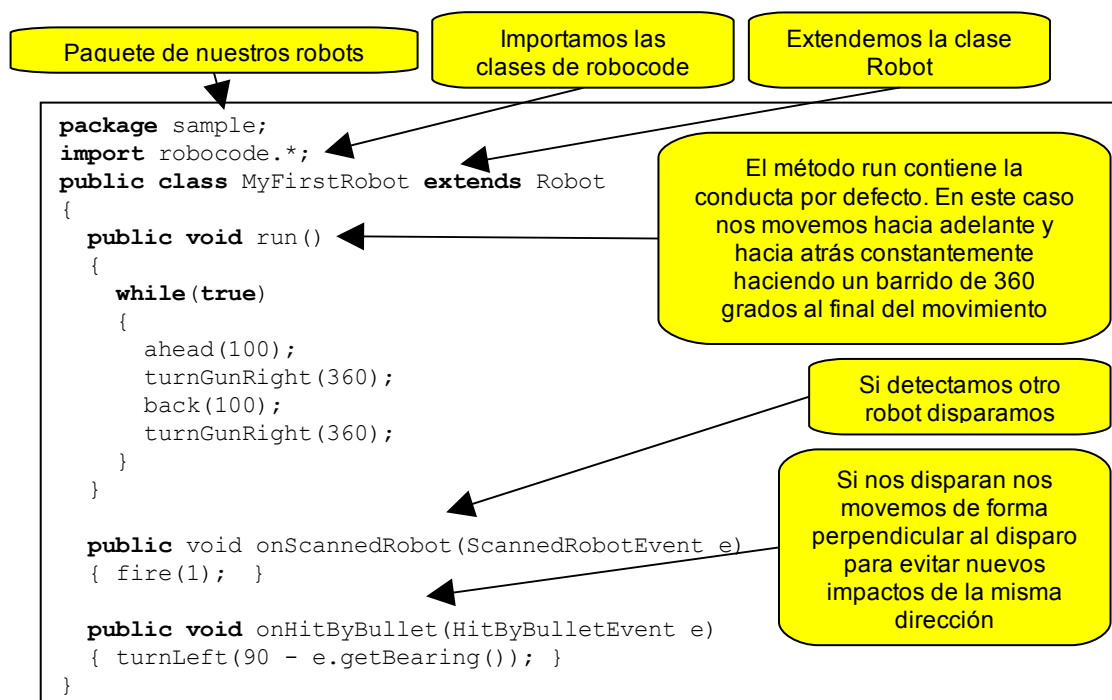 Paquete de nuestros robots
Importamos las
clases de robocode
Extendemos la clase
Robot
package sample;
import robocode.*;
public class MyFirstRobot extends Robot
{
public void run()
{
while(true)
{
ahead(100);
turnGunRight(360);
back(100);
turnGunRight(360);
}
}
public void onScannedRobot(ScannedRobotEvent e)
{ fire(1); }
public void onHitByBullet(HitByBulletEvent e)
{ turnLeft(90 - e.getBearing()); }
}
El método run contiene la
conducta por defecto. En este caso
nos movemos hacia adelante y
hacia atrás constantemente
haciendo un barrido de 360
grados al final del movimiento
Si detectamos otro
robot disparamos
Si nos disparan nos
movemos de forma
perpendicular al disparo
para evitar nuevos
impactos de la misma
dirección